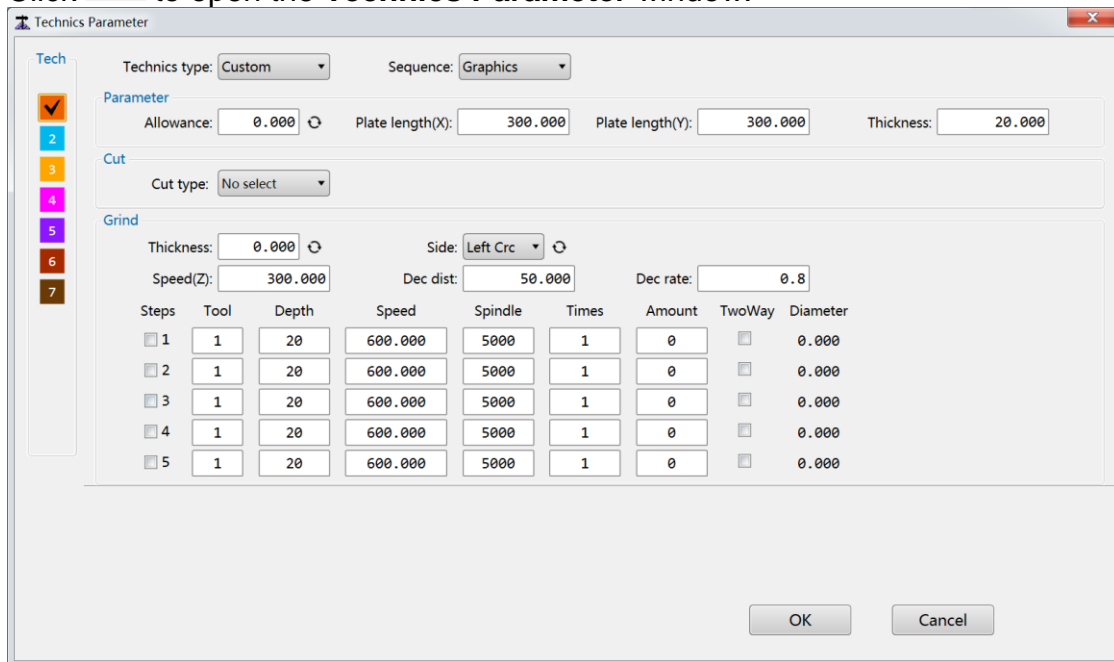 Technics Parameter
Tech
Technics type: Custom Sequence: Graphics
Parameter
Allowance: 0.000 Plate length(X): 300.000 Plate length(Y): 300.000 Thickness: 20.000
2
Cut
3
Cut type: No select
4
Grind
5
Thickness: 0.000 Side: Left Crc
6
Speed(Z): 300.000 Dec dist: 50.000 Dec rate: 0.8
7
Steps Tool Depth Speed Spindle Times Amount TwoWay Diameter
1 1 20 600.000 5000 1 0 0.000
2 1 20 600.000 5000 1 0 0.000
3 1 20 600.000 5000 1 0 0.000
4 1 20 600.000 5000 1 0 0.000
5 1 20 600.000 5000 1 0 0.000
OK Cancel